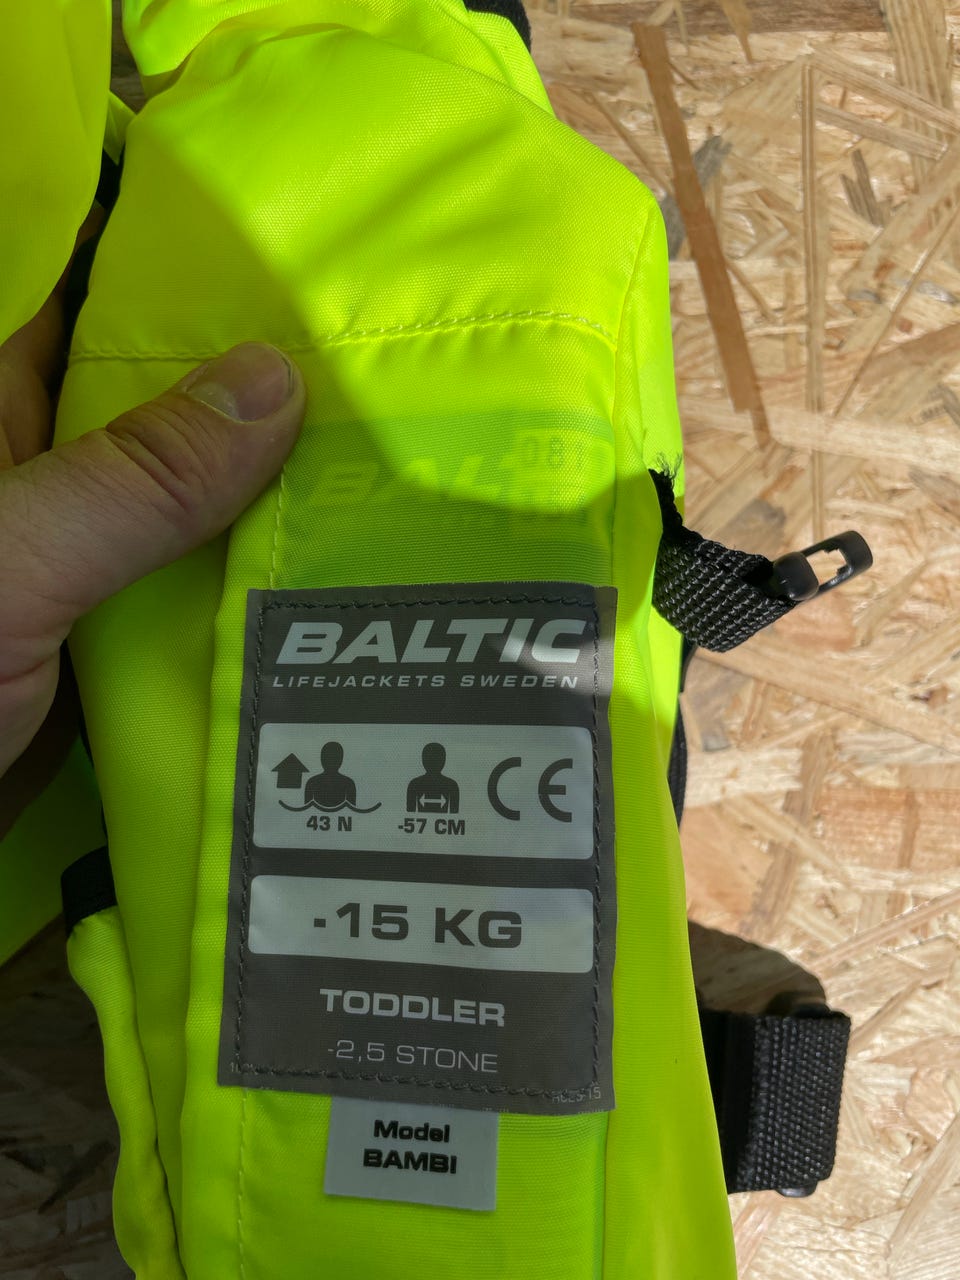 BALTIC
LIFEJACKETS SWEDEN
43 N
-57 CM
CE
-15 KG
TODDLER
-2,5 STONE
Model
BAMBI